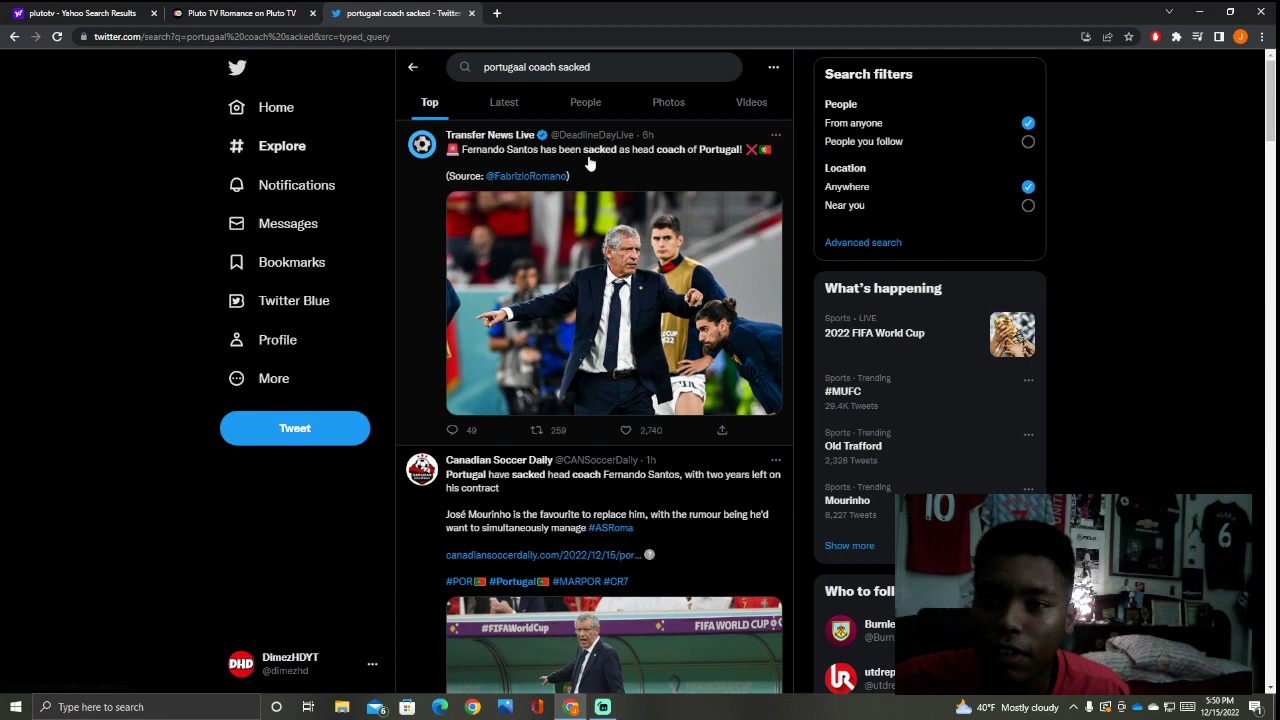 plutotv - Yahoo Search Results
Pluto TV Romance on Pluto TV
portugaal coach sacked - Twitter
twitter.com/search?q=portugaal%20coach%20sacked&src=typed_query
portugaal coach sacked
Top
Latest
People
Photos
Videos
Home
Explore
Notifications
Messages
Bookmarks
Twitter Blue
Profile
More
Tweet
DHD
DimezHDYT
@dimezhd
Transfer News Live @DeadlineDayLive · 6h
🚨 Fernando Santos has been sacked as head coach of Portugal! ❌🇵🇹
(Source: @FabrizioRomano)
49
259
2,740
Canadian Soccer Daily @CANSoccerDaily · 1h
Portugal have sacked head coach Fernando Santos, with two years left on
his contract
José Mourinho is the favourite to replace him, with the rumour being he'd
want to simultaneously manage #ASRoma
canadiansoccerdaily.com/2022/12/15/por...
#POR🇵🇹 #Portugal🇵🇹 #MARPOR #CR7
#FIFAWorldCup
FIFA WORLD CUP
Search filters
People
From anyone
People you follow
Location
Anywhere
Near you
Advanced search
What's happening
Sports · LIVE
2022 FIFA World Cup
Sports · Trending
#MUFC
29.4K Tweets
Sports · Trending
Old Trafford
2,328 Tweets
Sports · Trending
Mourinho
8,227 Tweets
Show more
Who to foll
Burnle
@Burn
utdrep
@utdre
10
7
6
Type here to search
40°F Mostly cloudy
5:50 PM
12/15/2022